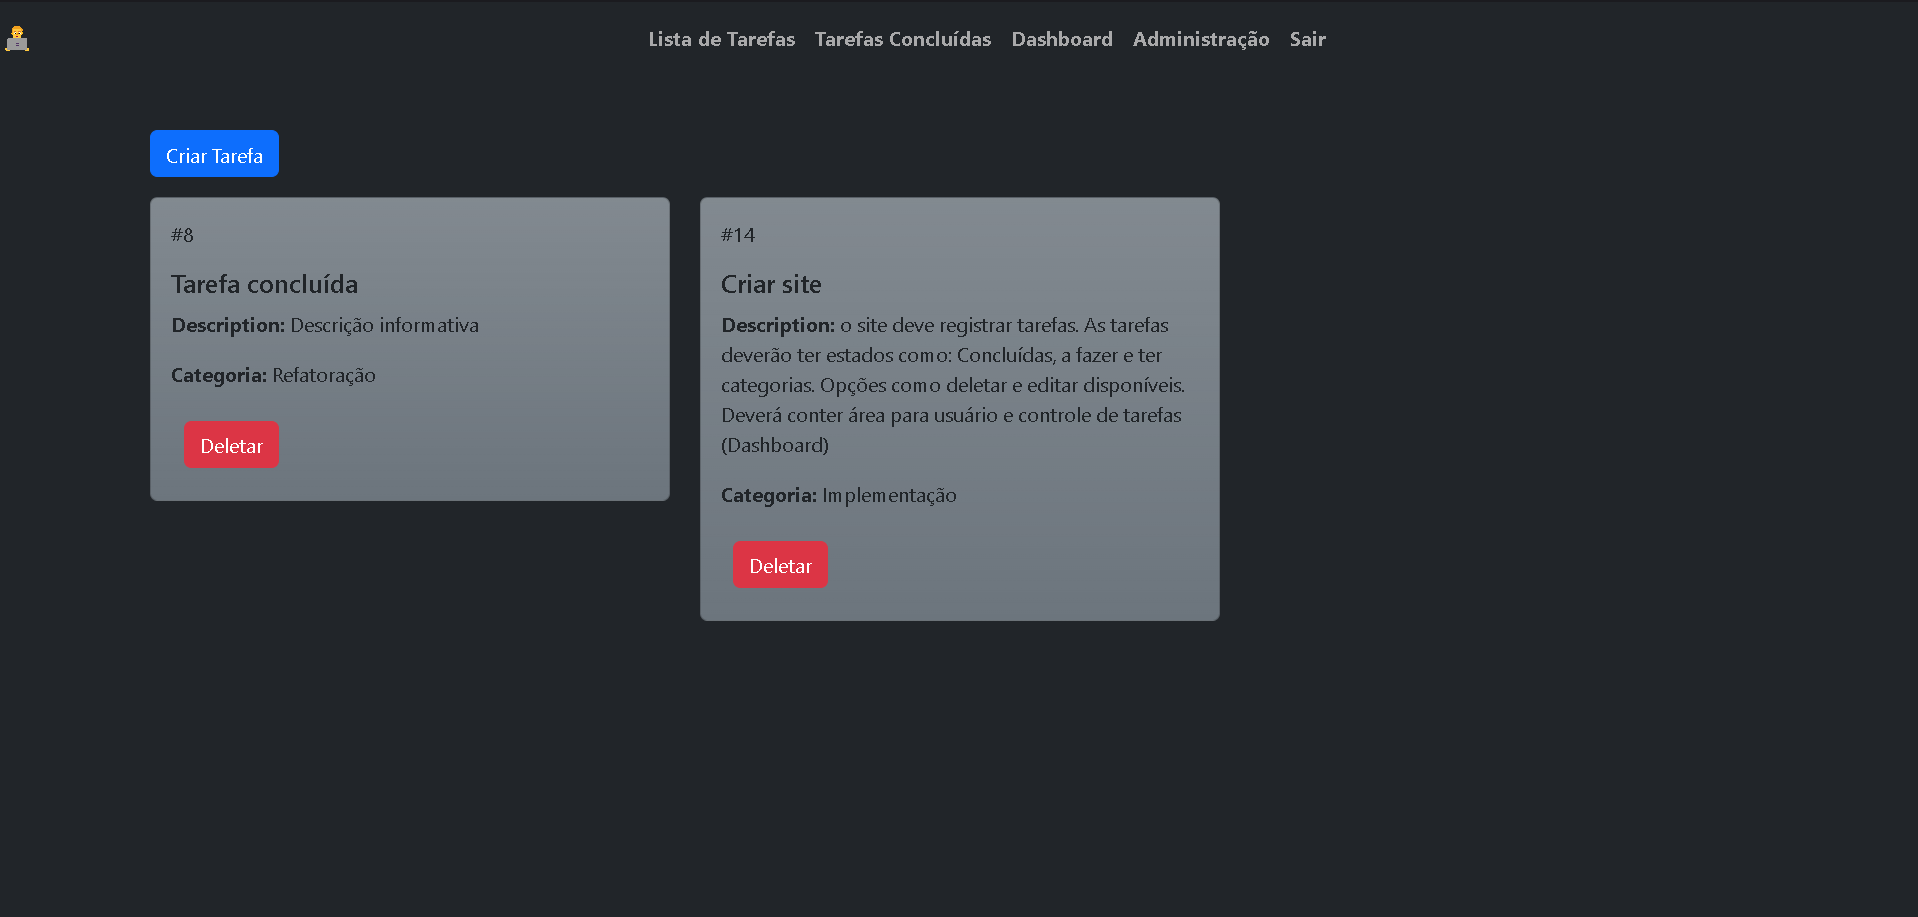 Lista de Tarefas Tarefas Concluídas Dashboard Administração Sair
Criar Tarefa
#8
Tarefa concluída
Description: Descrição informativa
Categoria: Refatoração
Deletar
#14
Criar site
Description: o site deve registrar tarefas. As tarefas
deverão ter estados como: Concluídas, a fazer e ter
categorias. Opções como deletar e editar disponíveis.
Deverá conter área para usuário e controle de tarefas
(Dashboard)
Categoria: Implementação
Deletar